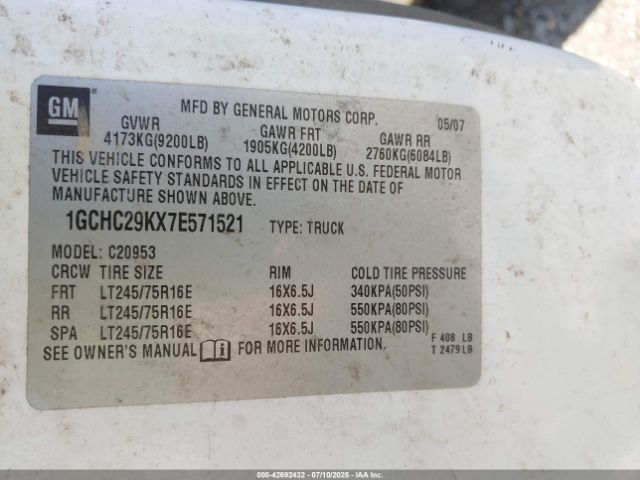 GM ®
MFD BY GENERAL MOTORS CORP. 05/07
GVWR GAWR FRT GAWR RR
4173KG(9200LB) 1905KG(4200LB) 2760KG(6084LB)
THIS VEHICLE CONFORMS TO ALL APPLICABLE U.S. FEDERAL MOTOR
VEHICLE SAFETY STANDARDS IN EFFECT ON THE DATE OF
MANUFACTURE SHOWN ABOVE.
1GCHC29KX7E571521 TYPE: TRUCK
MODEL: C20953
CRCW TIRE SIZE RIM COLD TIRE PRESSURE
FRT LT245/75R16E 16X6.5J 340KPA(50PSI)
RR LT245/75R16E 16X6.5J 550KPA(80PSI)
SPA LT245/75R16E 16X6.5J 550KPA(80PSI)
SEE OWNER'S MANUAL i FOR MORE INFORMATION.
F 408 LB
T 2479 LB
000-42692432 - 07/10/2025 - Copart, IAAI